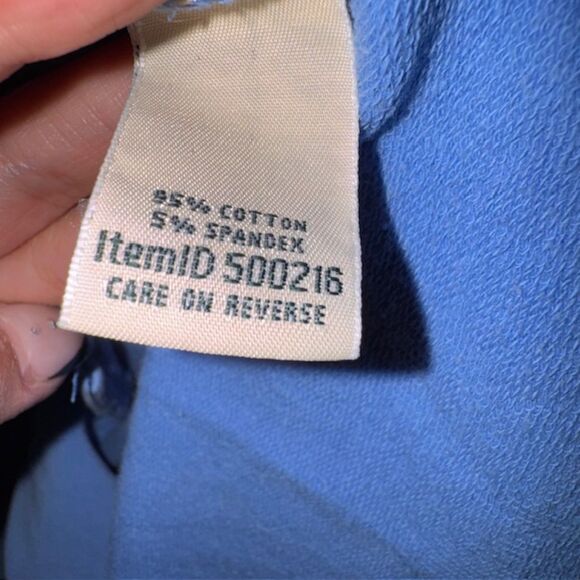 95% COTTON
5% SPANDEX
ItemID 500216
CARE ON REVERSE